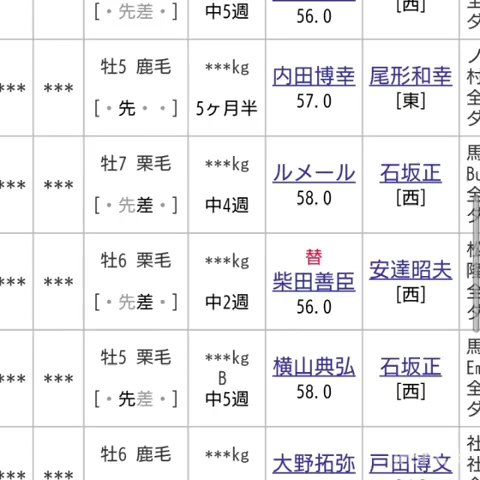 [・先差・] 中5週 56.0 [西]
*** *** 牡5 鹿毛 ***kg 内田博幸 尾形和幸
[・先・・] 5ヶ月半 57.0 [東]
*** *** 牡7 栗毛 ***kg ルメール 石坂正
[・先差・] 中4週 58.0 [西]
替
*** *** 牡6 栗毛 ***kg 柴田善臣 安達昭夫
[・先差・] 中2週 56.0 [西]
*** *** 牡5 栗毛 ***kg 横山典弘 石坂正
B
[・先差・] 中5週 58.0 [西]
*** *** 牡6 鹿毛 ***kg 大野拓弥 戸田博文